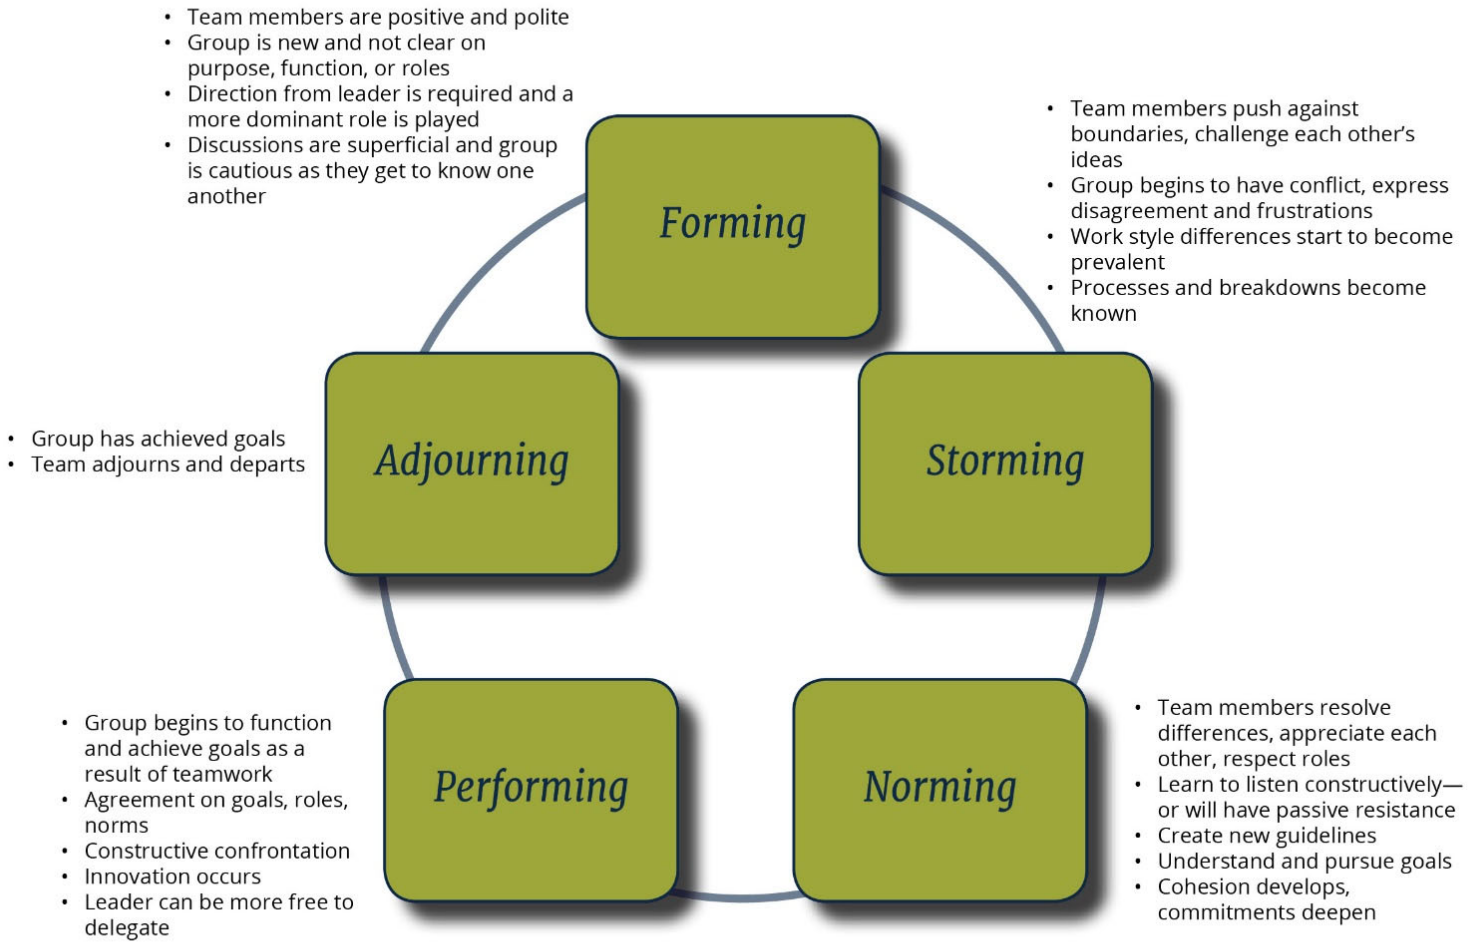 • Team members are positive and polite
• Group is new and not clear on
purpose, function, or roles
• Direction from leader is required and a
more dominant role is played
• Discussions are superficial and group
is cautious as they get to know one
another
Forming
• Team members push against
boundaries, challenge each other’s
ideas
• Group begins to have conflict, express
disagreement and frustrations
• Work style differences start to become
prevalent
• Processes and breakdowns become
known
Storming
• Team members resolve
differences, appreciate each
other, respect roles
• Learn to listen constructively—
or will have passive resistance
• Create new guidelines
• Understand and pursue goals
• Cohesion develops,
commitments deepen
Norming
• Group begins to function
and achieve goals as a
result of teamwork
• Agreement on goals, roles,
norms
• Constructive confrontation
• Innovation occurs
• Leader can be more free to
delegate
Performing
• Group has achieved goals
• Team adjourns and departs
Adjourning